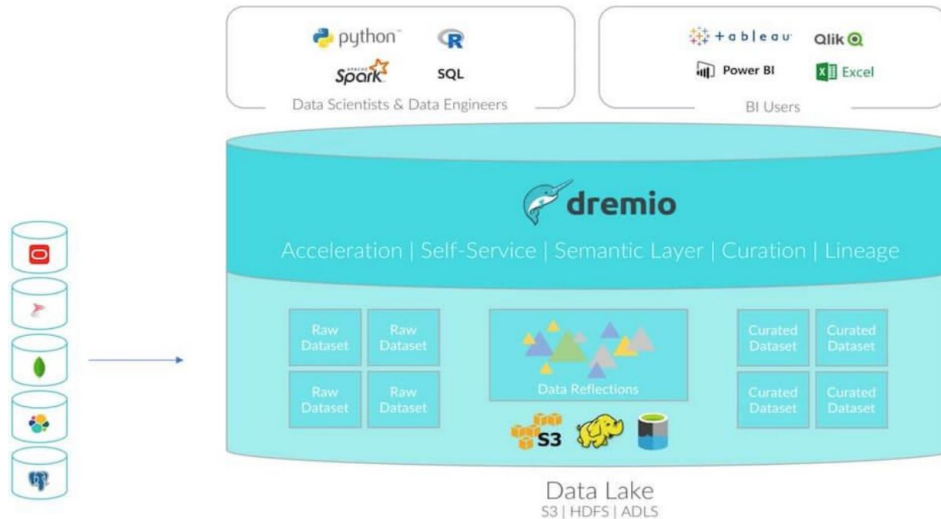 python™
R
APACHE Spark
SQL
Data Scientists & Data Engineers
+ a b l e a u
Qlik
Power BI
Excel
BI Users
dremio
Acceleration | Self-Service | Semantic Layer | Curation | Lineage
Raw Dataset
Raw Dataset
Raw Dataset
Raw Dataset
Data Reflections
S3
Curated Dataset
Curated Dataset
Curated Dataset
Curated Dataset
Data Lake
S3 | HDFS | ADLS